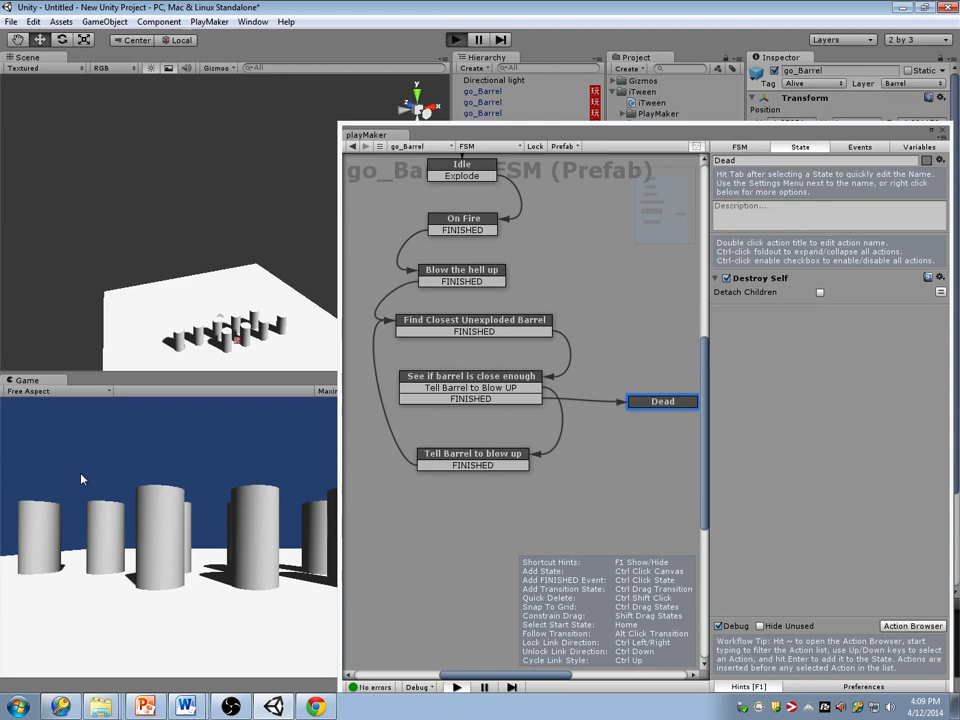 Unity - Untitled - New Unity Project - PC, Mac & Linux Standalone*
File Edit Assets GameObject Component PlayMaker Window Help
Center Local Layers 2 by 3
Scene
Textured RGB Gizmos All
y
z
x
Hierarchy
Create All
Directional light
go_Barrel
go_Barrel
go_Barrel
Project
Create
Gizmos
iTween
iTween
PlayMaker
Inspector
go_Barrel Static
Tag Alive Layer Barrel
Transform
Position
playMaker
go_Barrel FSM Lock Prefab
FSM State Events Variables
FSM (Prefab)
Idle
Explode
On Fire
FINISHED
Blow the hell up
FINISHED
Find Closest Unexploded Barrel
FINISHED
See if barrel is close enough
Tell Barrel to Blow UP
FINISHED
Dead
Tell Barrel to blow up
FINISHED
Shortcut Hints: F1 Show/Hide
Add State: Ctrl Click Canvas
Add FINISHED Event: Ctrl Click State
Add Transition State: Ctrl Drag Transition
Quick Delete: Ctrl Shift Click
Snap To Grid: Ctrl Drag States
Constrain Drag: Shift Drag States
Select Start State: Home
Follow Transition: Alt Click Transition
Lock Link Direction: Ctrl Left/Right
Unlock Link Direction: Ctrl Down
Cycle Link Style: Ctrl Up
No errors Debug
Dead
Hit Tab after selecting a State to quickly edit the Name.
Use the Settings Menu next to the name, or right click
below for more options.
Description...
Double click action title to edit action name.
Ctrl-click foldout to expand/collapse all actions.
Ctrl-click enable checkbox to enable/disable all actions.
Destroy Self
Detach Children
Debug Hide Unused Action Browser
Workflow Tip: Hit ~ to open the Action Browser, start
typing to filter the Action list, use Up/Down keys to select
an Action, and hit Enter to add it to the State. Actions are
inserted before any selected Action in the list.
Hints [F1] Preferences
Game
Free Aspect Maxi
4:09 PM
4/12/2014